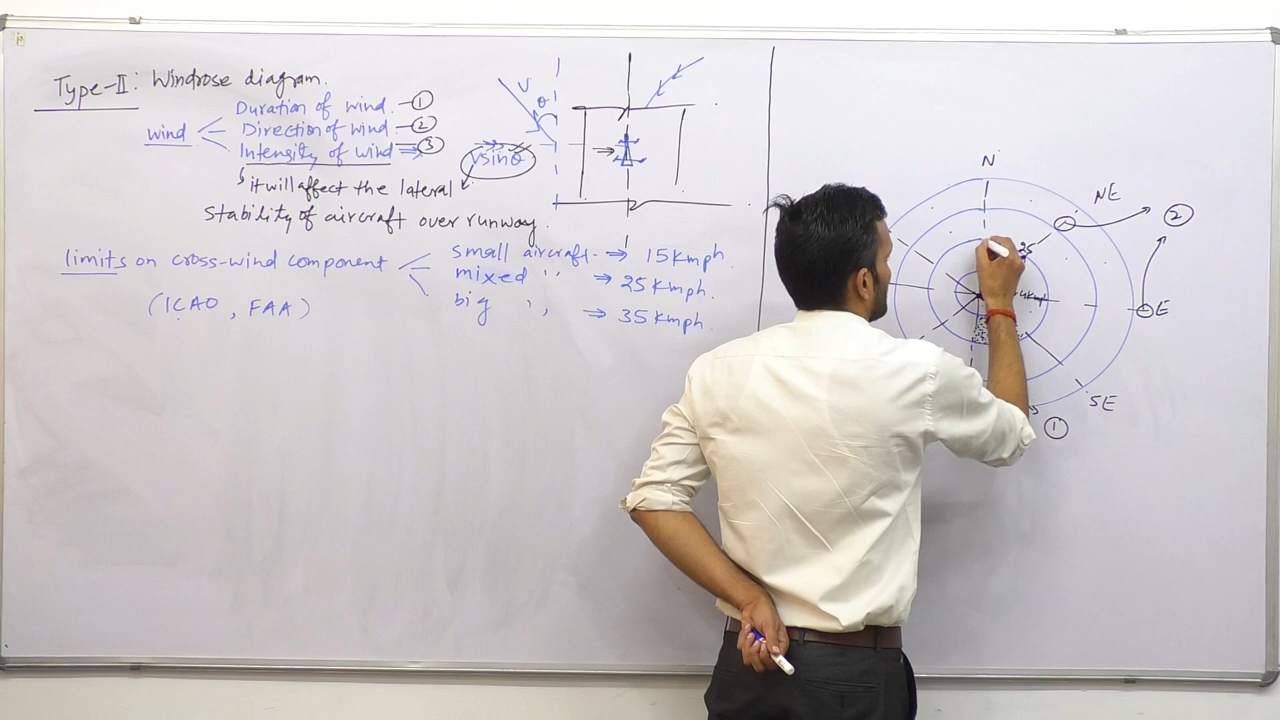 Type-II: Windrose diagram.
wind
Duration of wind. - 1
Direction of wind - 2
Intensity of wind ⇒ 3
it will affect the lateral
stability of aircraft over runway.
V
θ
Vsinθ
limits on cross-wind component
small aircraft. → 15 Kmph.
mixed ,, ⇒ 25 Kmph.
big ,, ⇒ 35 Kmph.
(ICAO, FAA)
N
NE
2
25
E
SE
1